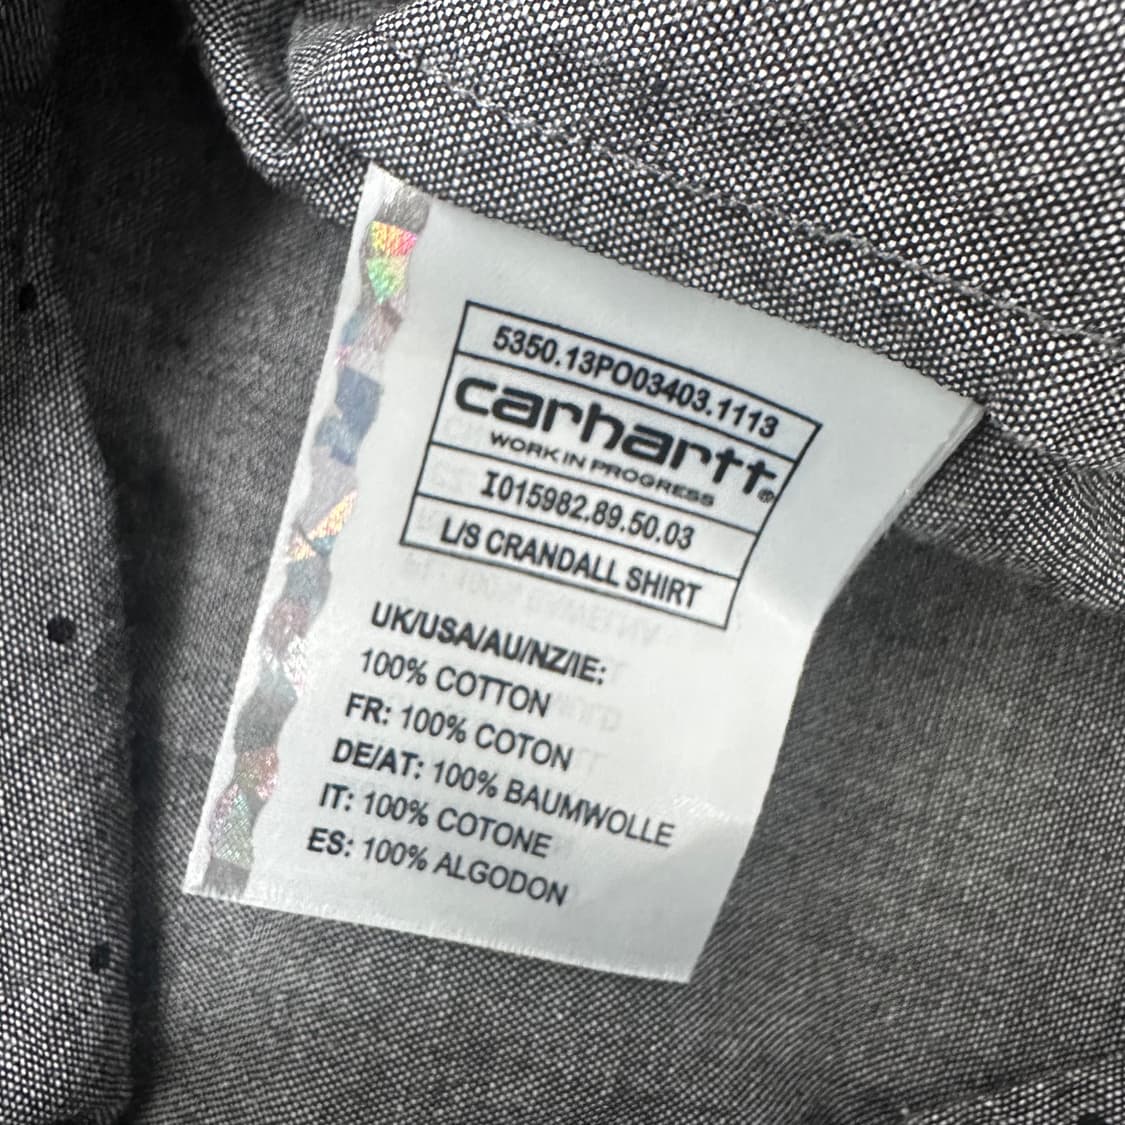 5350.13PO03403.1113
carhartt®
WORK IN PROGRESS
I015982.89.50.03
L/S CRANDALL SHIRT
UK/USA/AU/NZ/IE:
100% COTTON
FR: 100% COTON
DE/AT: 100% BAUMWOLLE
IT: 100% COTONE
ES: 100% ALGODON